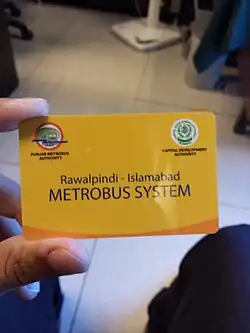 PUNJAB METROBUS
AUTHORITY
CAPITAL DEVELOPMENT
AUTHORITY
Rawalpindi - Islamabad
METROBUS SYSTEM